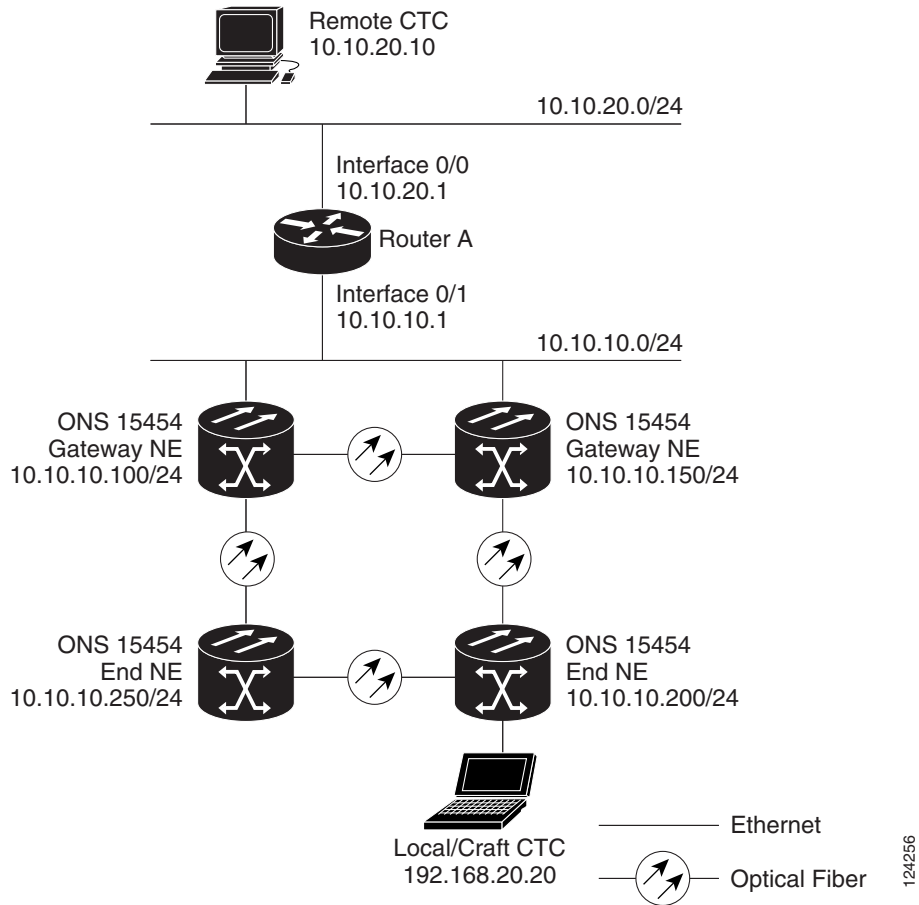 Remote CTC
10.10.20.10
10.10.20.0/24
Interface 0/0
10.10.20.1
Router A
Interface 0/1
10.10.10.1
10.10.10.0/24
ONS 15454
Gateway NE
10.10.10.100/24
ONS 15454
Gateway NE
10.10.10.150/24
ONS 15454
End NE
10.10.10.250/24
ONS 15454
End NE
10.10.10.200/24
Local/Craft CTC
192.168.20.20
Ethernet
Optical Fiber
124256